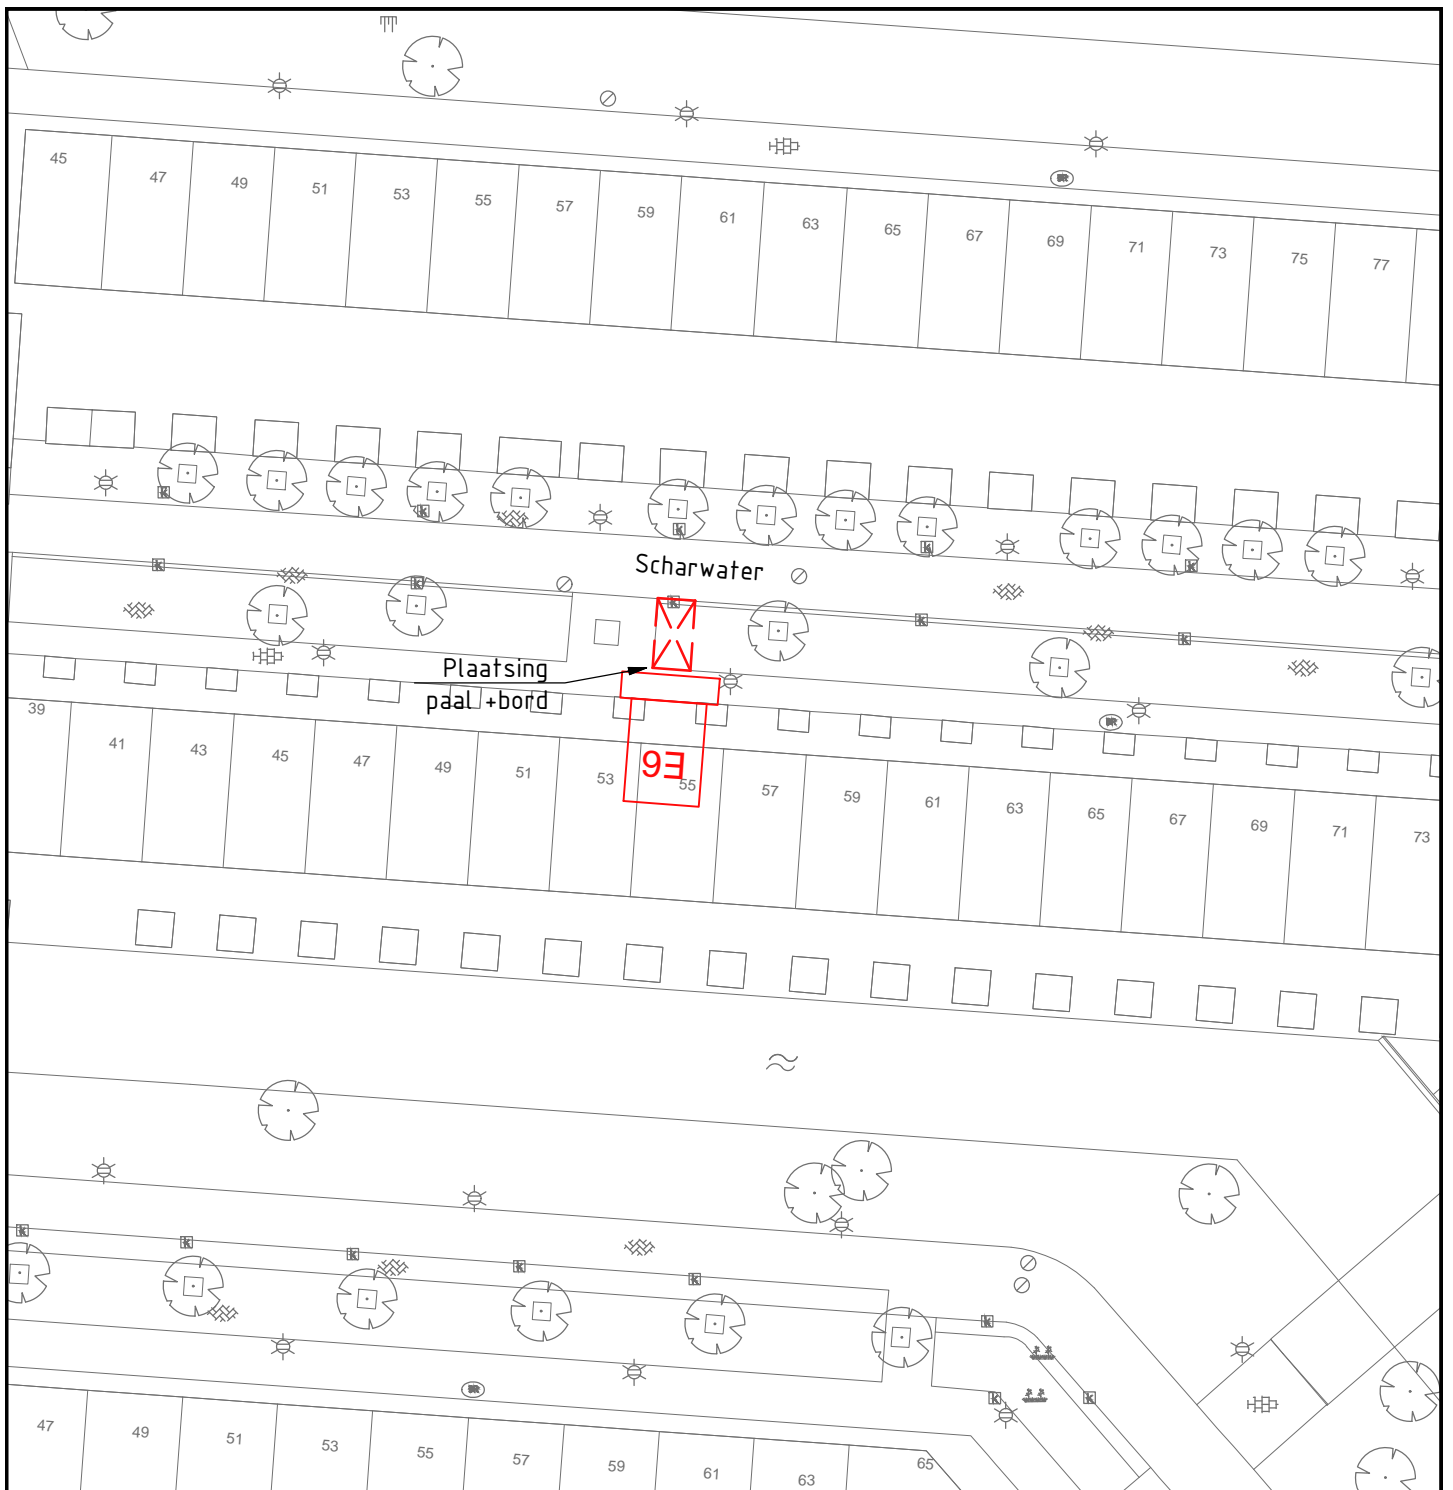 45 47 49 51 53 55 57 59 61 63 65 67 69 71 73 75 77
k k k k k
Scharwater
k k k k k
Plaatsing
paal +bord
39 41 43 45 47 49 51 53 55 57 59 61 63 65 67 69 71 73
E6
k k k k k
k
k k
47 49 51 53 55 57 59 61 63 65